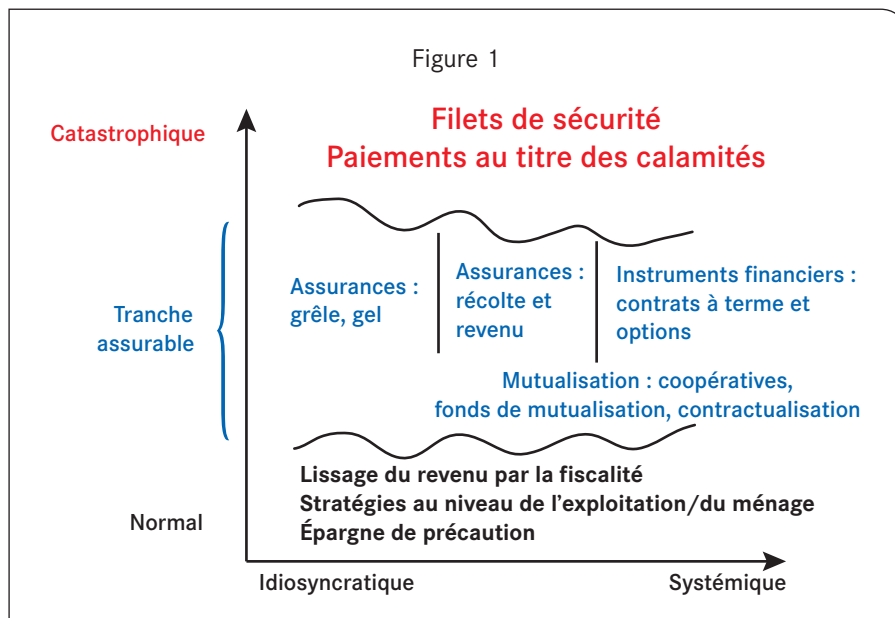 Figure 1
Catastrophique
Filets de sécurité
Paiements au titre des calamités
Tranche
assurable
Assurances :
grêle, gel
Assurances :
récolte et
revenu
Instruments financiers :
contrats à terme et
options
Mutualisation : coopératives,
fonds de mutualisation, contractualisation
Lissage du revenu par la fiscalité
Stratégies au niveau de l'exploitation/du ménage
Épargne de précaution
Normal
Idiosyncratique
Systémique